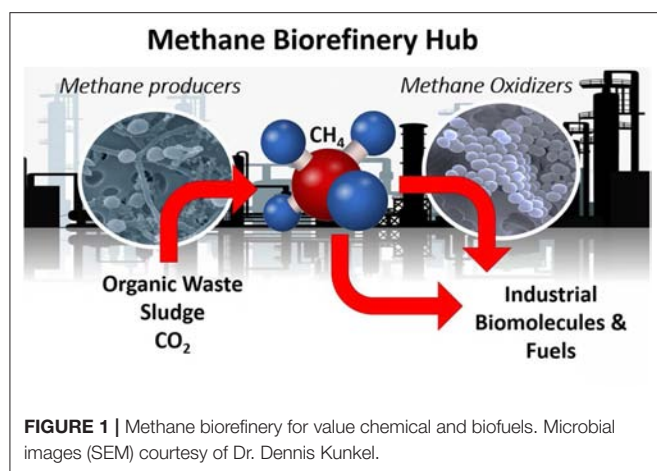 Methane Biorefinery Hub
Methane producers
Methane Oxidizers
CH₄
Organic Waste
Sludge
CO₂
Industrial
Biomolecules &
Fuels
FIGURE 1 | Methane biorefinery for value chemical and biofuels. Microbial
images (SEM) courtesy of Dr. Dennis Kunkel.